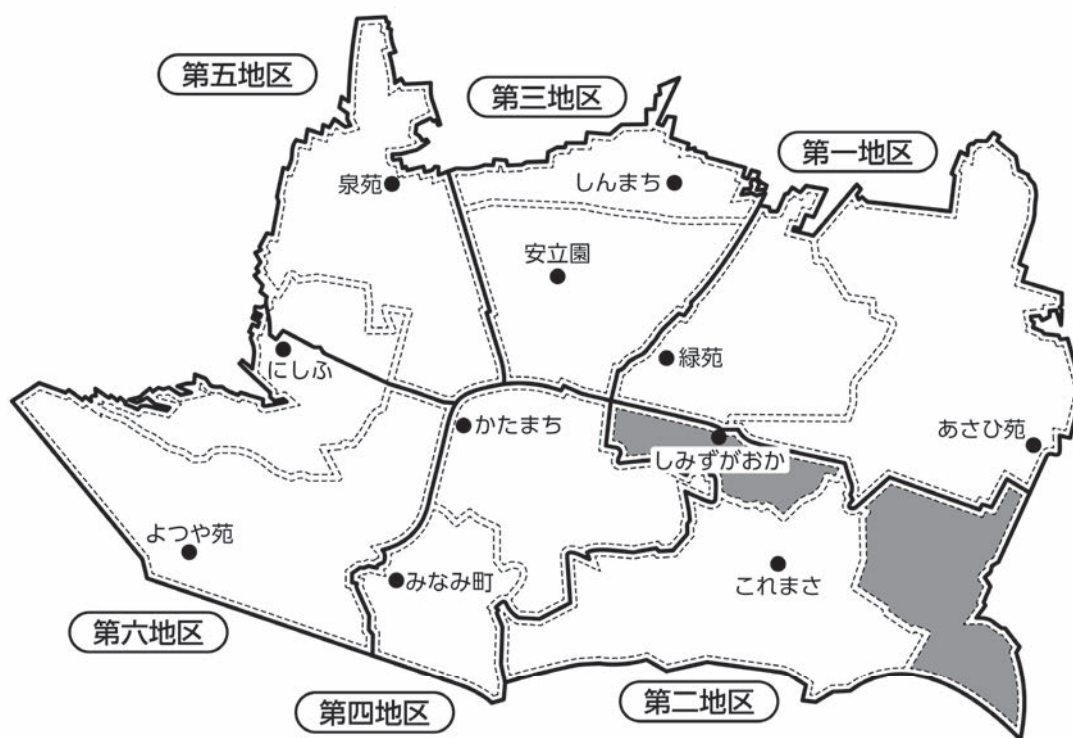 第五地区
第三地区
第一地区
泉苑
しんまち
安立園
にしふ
緑苑
かたまち
あさひ苑
しみずがおか
よつや苑
みなみ町
これまさ
第六地区
第四地区
第二地区